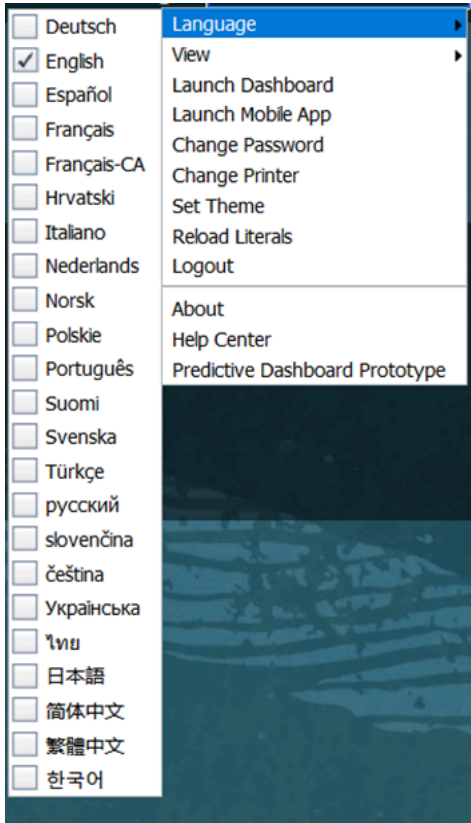 Deutsch
English
Español
Français
Français-CA
Hrvatski
Italiano
Nederlands
Norsk
Polskie
Português
Suomi
Svenska
Türkçe
русский
slovenčina
čeština
Українська
ไทย
日本語
简体中文
繁體中文
한국어
Language
View
Launch Dashboard
Launch Mobile App
Change Password
Change Printer
Set Theme
Reload Literals
Logout
About
Help Center
Predictive Dashboard Prototype